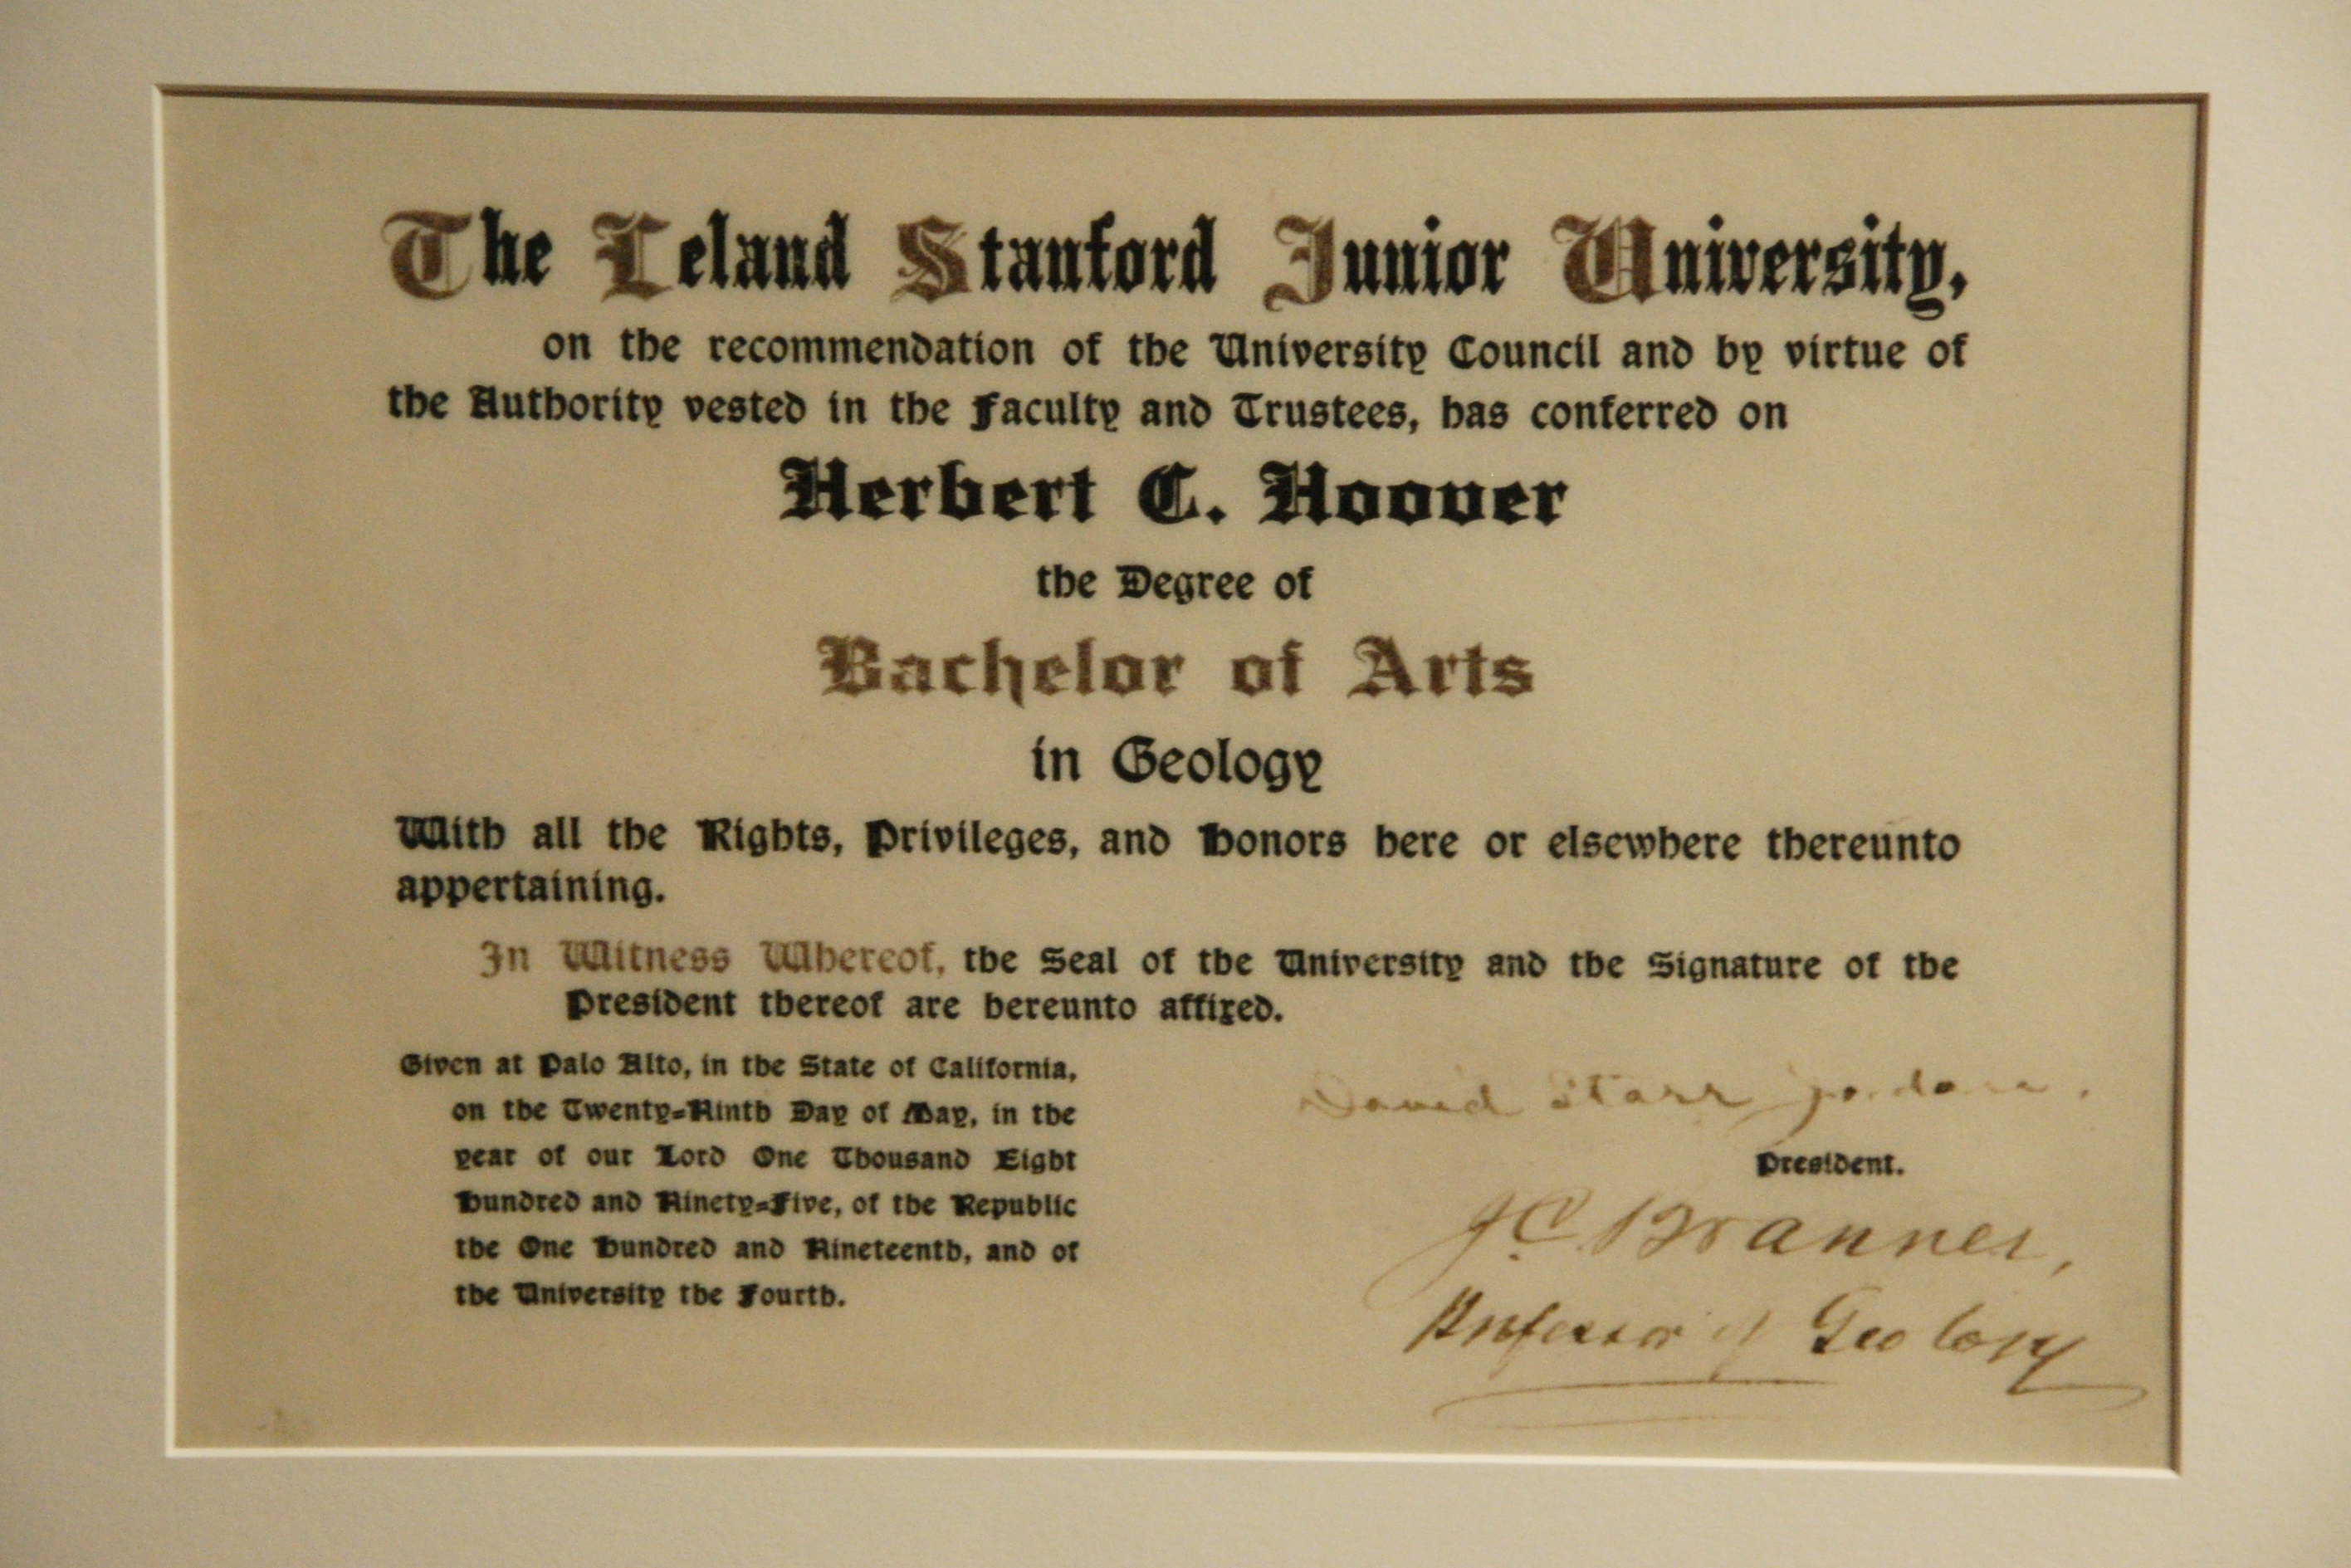 The Leland Stanford Junior University,
on the recommendation of the University Council and by virtue of
the Authority vested in the Faculty and Trustees, has conferred on
Herbert C. Hoover
the Degree of
Bachelor of Arts
in Geology
With all the Rights, Privileges, and Honors here or elsewhere thereunto
appertaining.
In Witness Whereof, the Seal of the University and the Signature of the
President thereof are hereunto affixed.
Given at Palo Alto, in the State of California,
on the Twenty-Ninth Day of May, in the
year of our Lord One Thousand Eight
Hundred and Ninety-Five, of the Republic
the One Hundred and Nineteenth, and of
the University the Fourth.
David Starr Jordan.
President.
J C Branner,
Professor of Geology